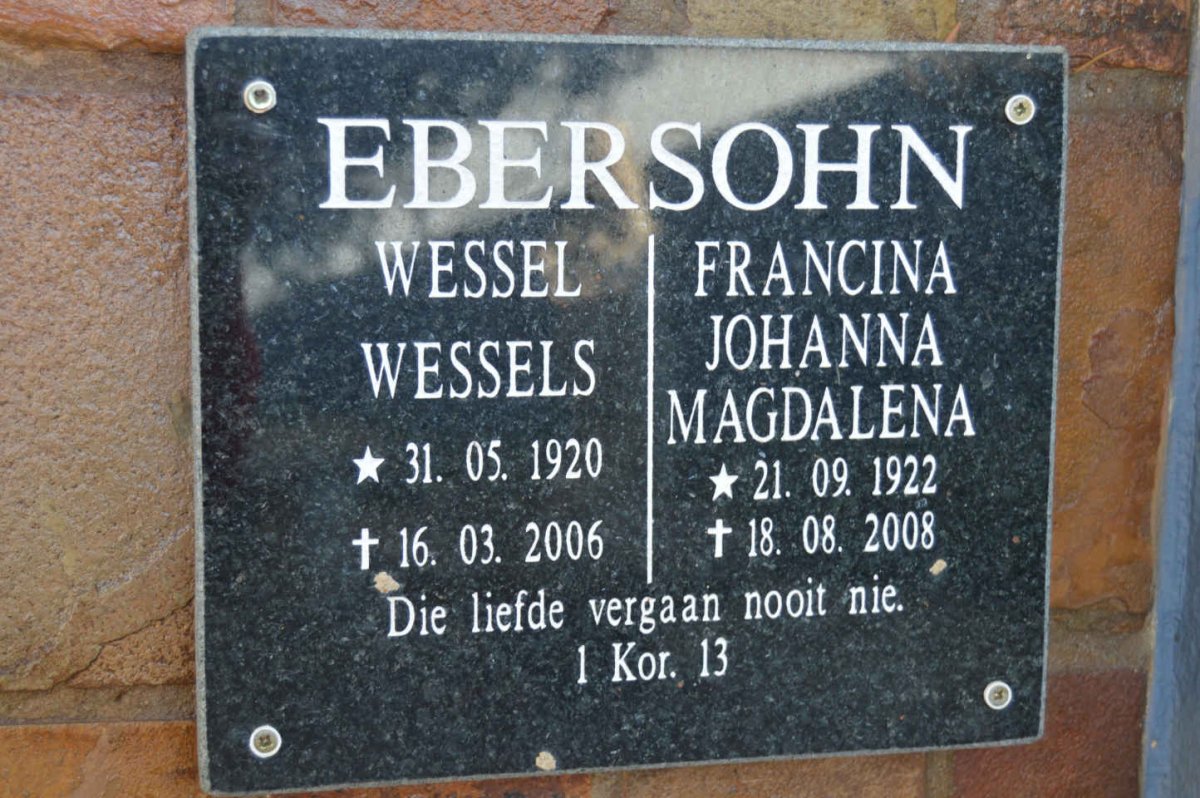 EBERSOHN
WESSEL
WESSELS
★ 31. 05. 1920
✝ 16. 03. 2006
FRANCINA
JOHANNA
MAGDALENA
★ 21. 09. 1922
✝ 18. 08. 2008
Die liefde vergaan nooit nie.
1 Kor. 13